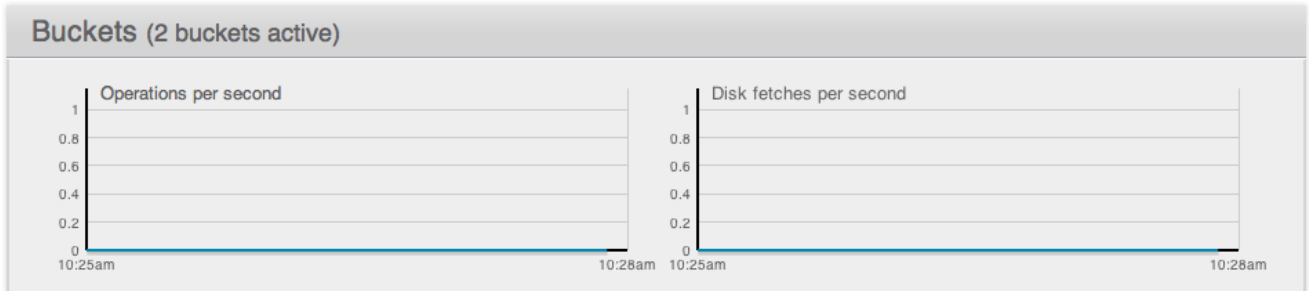 Buckets (2 buckets active)
Operations per second
1
0.8
0.6
0.4
0.2
0
10:25am 10:28am
Disk fetches per second
1
0.8
0.6
0.4
0.2
0
10:25am 10:28am